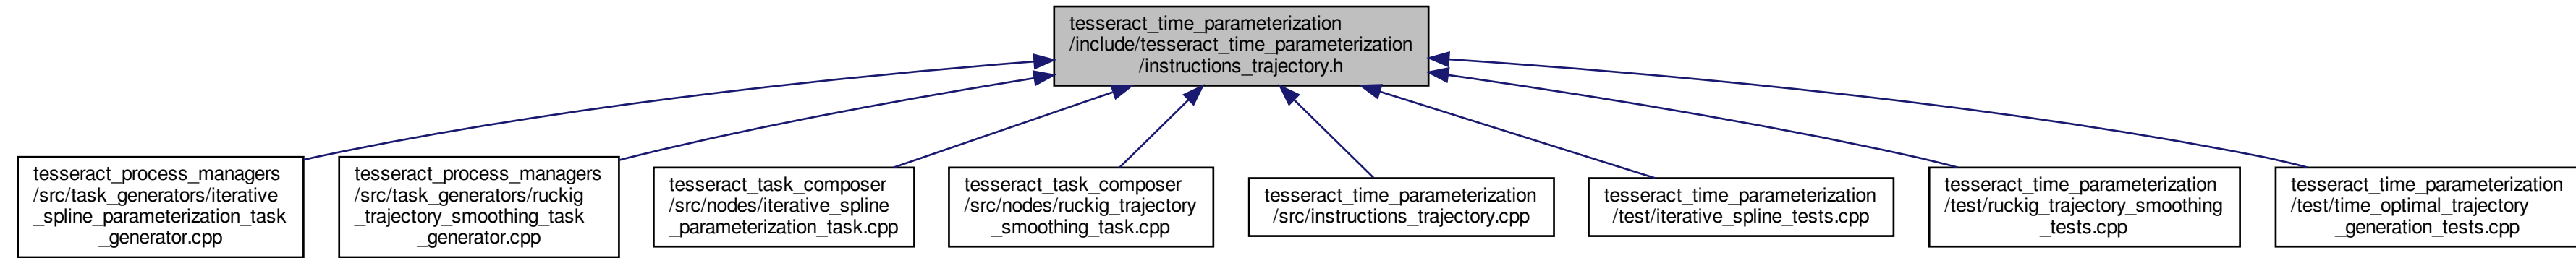 tesseract_time_parameterization
/include/tesseract_time_parameterization
/instructions_trajectory.h
tesseract_process_managers
/src/task_generators/iterative
_spline_parameterization_task
_generator.cpp
tesseract_process_managers
/src/task_generators/ruckig
_trajectory_smoothing_task
_generator.cpp
tesseract_task_composer
/src/nodes/iterative_spline
_parameterization_task.cpp
tesseract_task_composer
/src/nodes/ruckig_trajectory
_smoothing_task.cpp
tesseract_time_parameterization
/src/instructions_trajectory.cpp
tesseract_time_parameterization
/test/iterative_spline_tests.cpp
tesseract_time_parameterization
/test/ruckig_trajectory_smoothing
_tests.cpp
tesseract_time_parameterization
/test/time_optimal_trajectory
_generation_tests.cpp